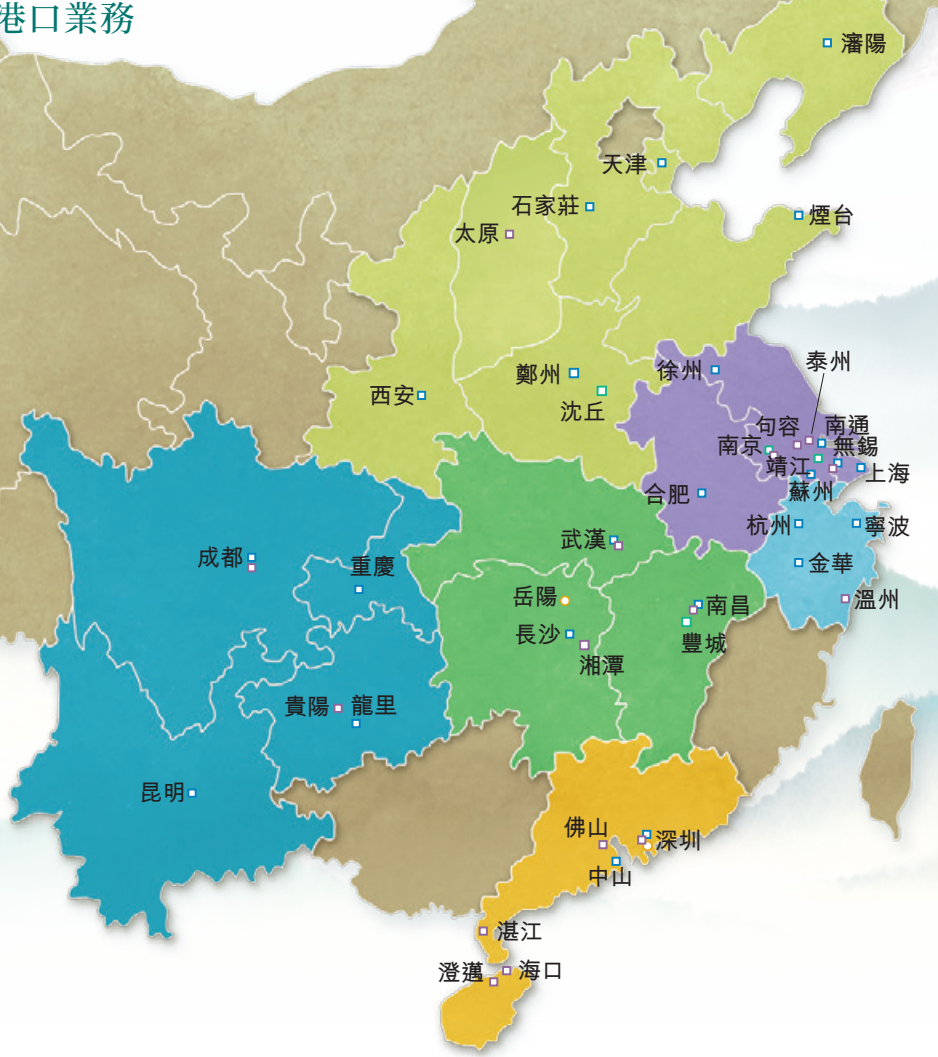 港口業務
瀋陽
天津
石家莊
煙台
太原
泰州
徐州
鄭州
西安
沈丘
句容
南通
南京
無錫
靖江
上海
蘇州
合肥
杭州
寧波
武漢
成都
金華
重慶
岳陽
溫州
南昌
長沙
豐城
湘潭
貴陽
龍里
昆明
佛山
深圳
中山
湛江
澄邁
海口